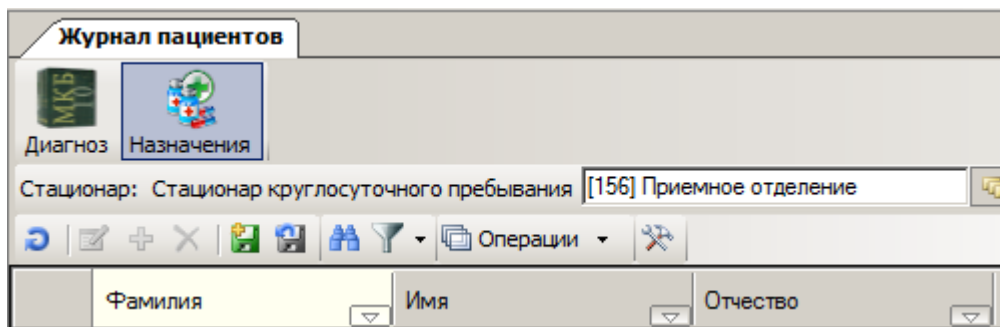 Журнал пациентов
МКБ 10
Диагноз Назначения
Стационар: Стационар круглосуточного пребывания [156] Приемное отделение
Операции
Фамилия Имя Отчество